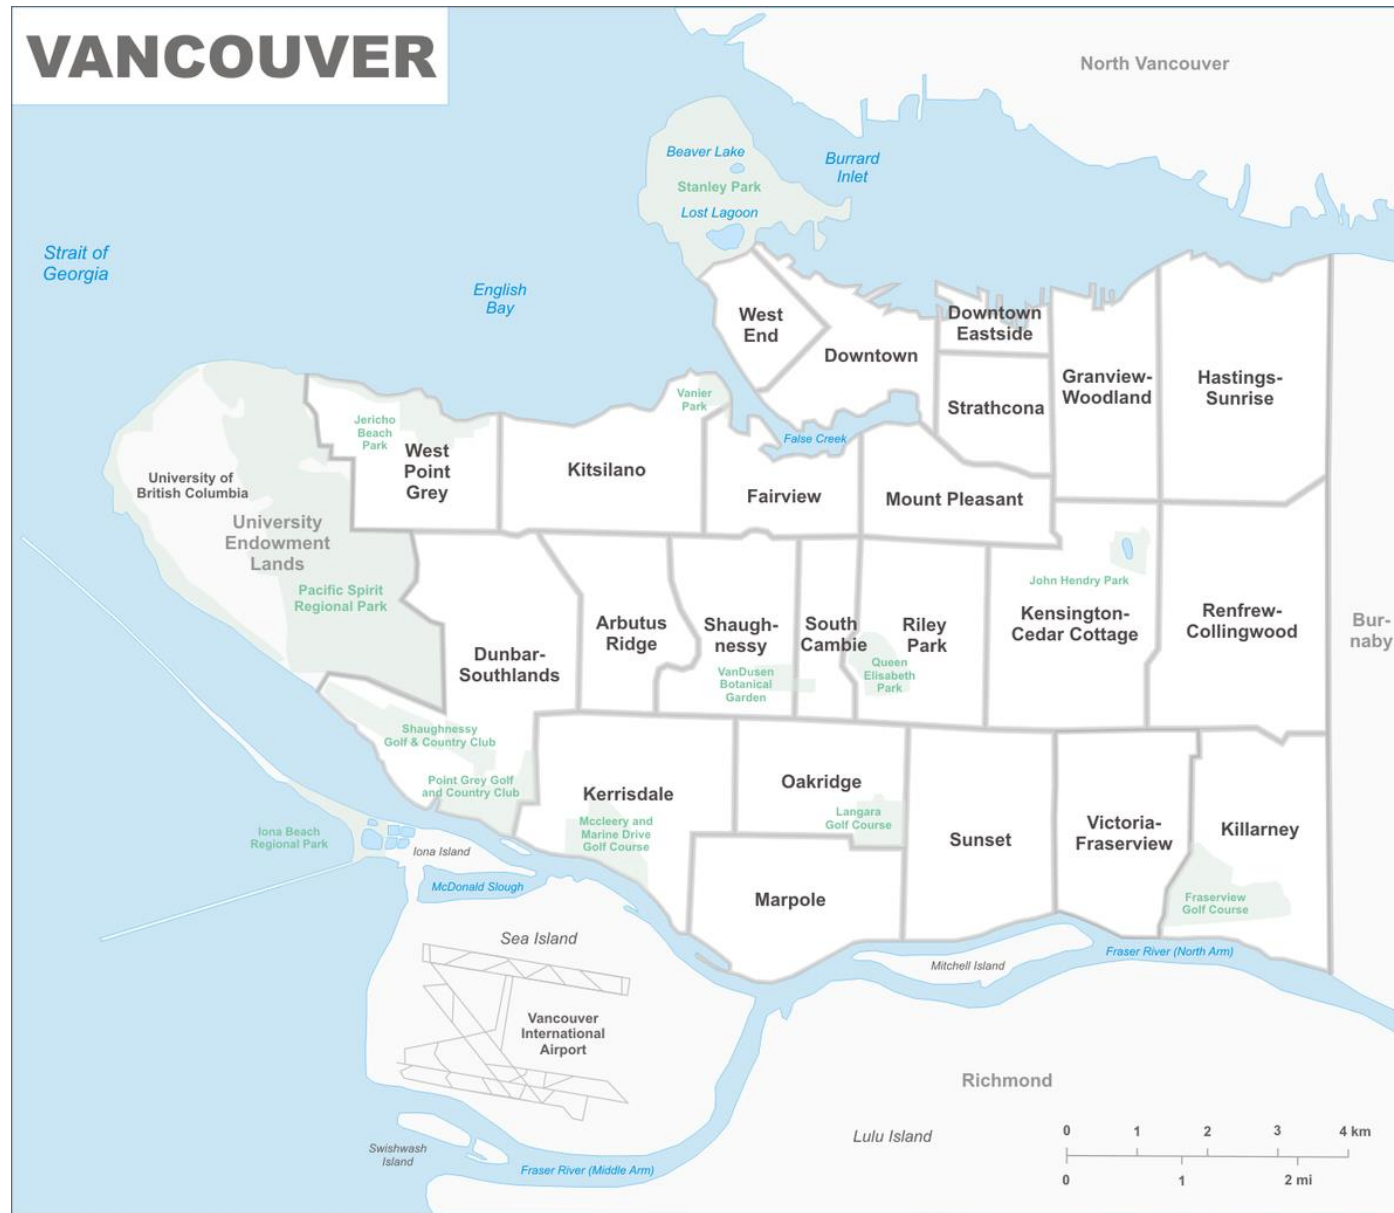 VANCOUVER
North Vancouver
Beaver Lake
Burrard
Inlet
Stanley Park
Lost Lagoon
Strait of
Georgia
English
Bay
West
End
Downtown
Downtown
Eastside
Granview-
Woodland
Hastings-
Sunrise
Strathcona
Vanier
Park
Jericho
Beach
Park
False Creek
West
Point
Grey
Kitsilano
Fairview
Mount Pleasant
University of
British Columbia
University
Endowment
Lands
Pacific Spirit
Regional Park
John Hendry Park
Dunbar-
Southlands
Arbutus
Ridge
Shaugh-
nessy
South
Cambie
Riley
Park
Kensington-
Cedar Cottage
Renfrew-
Collingwood
Bur-
naby
VanDusen
Botanical
Garden
Queen
Elisabeth
Park
Shaughnessy
Golf & Country Club
Point Grey Golf
and Country Club
Kerrisdale
Mccleery and
Marine Drive
Golf Course
Oakridge
Langara
Golf Course
Sunset
Victoria-
Fraserview
Killarney
Iona Beach
Regional Park
Iona Island
McDonald Slough
Marpole
Fraserview
Golf Course
Sea Island
Mitchell Island
Fraser River (North Arm)
Vancouver
International
Airport
Richmond
Lulu Island
Swishwash
Island
Fraser River (Middle Arm)
0 1 2 3 4 km
0 1 2 mi